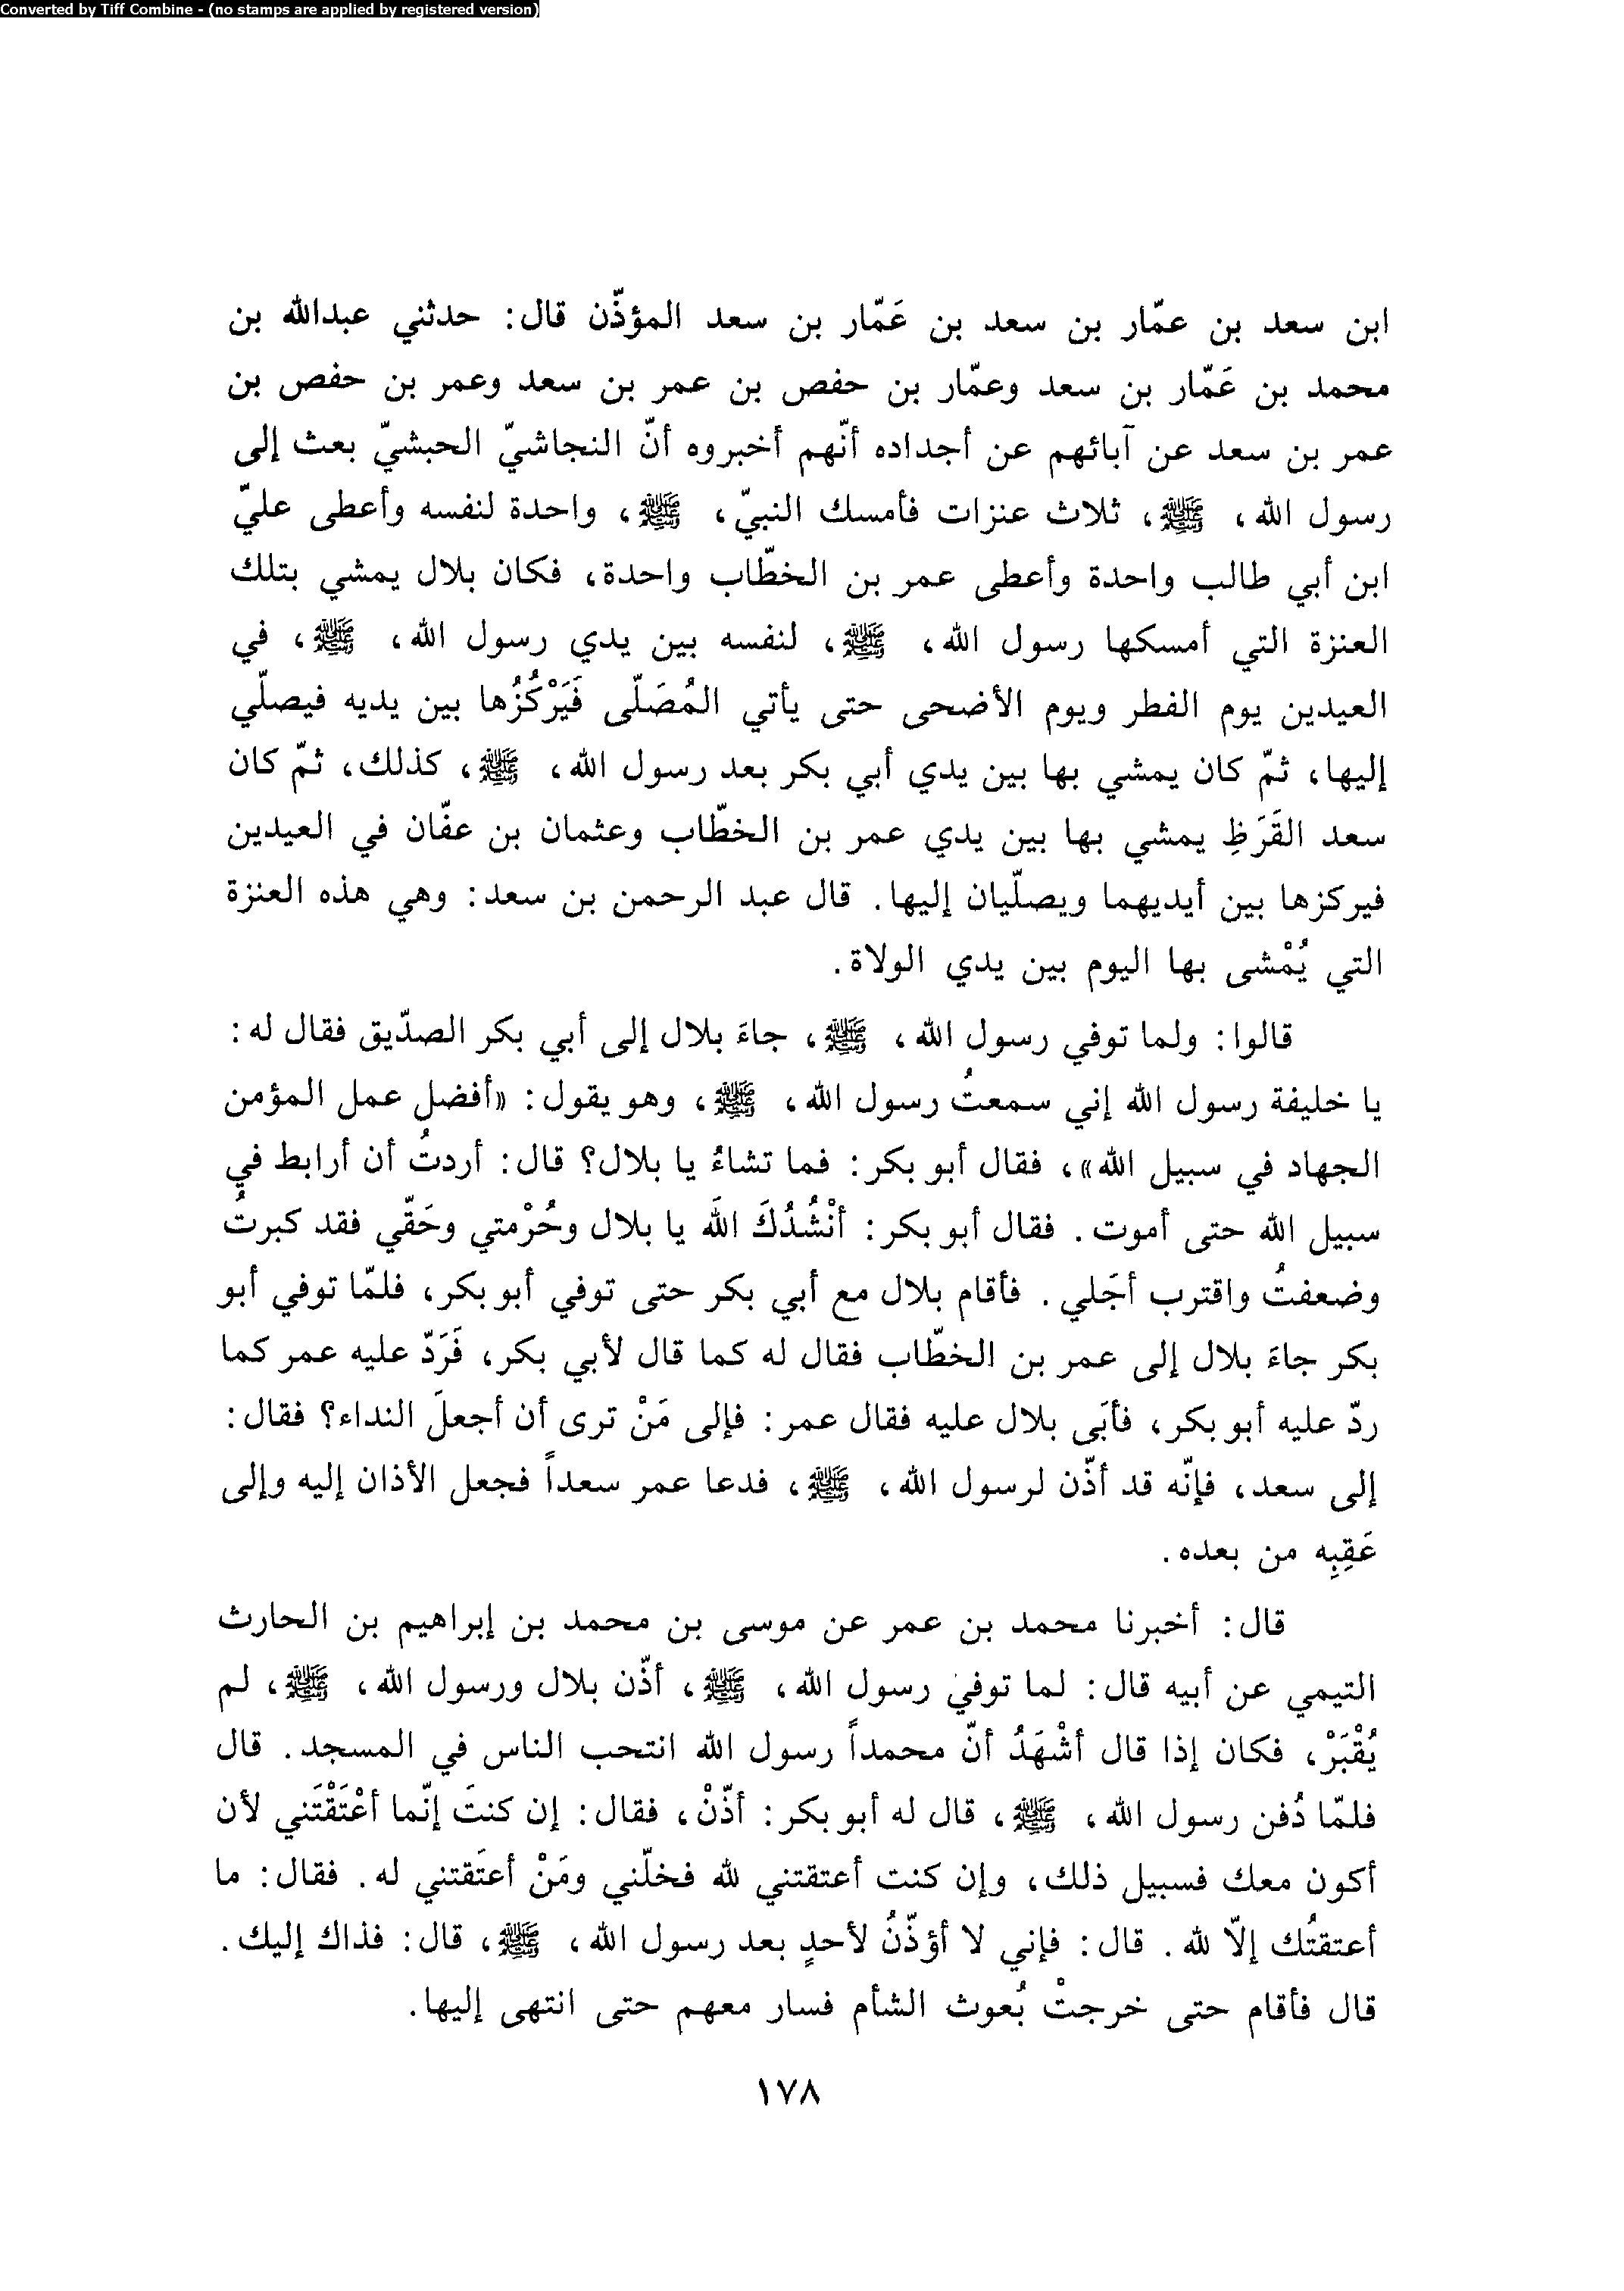 Converted by Tiff Combine - (no stamps are applied by registered version)
ابن سعد بن عمّار بن سعد بن عَمّار بن سعد المؤذّن قال: حدثني عبدالله بن
محمد بن عَمّار بن سعد وعمّار بن حفص بن عمر بن سعد وعمر بن حفص بن
عمر بن سعد عن آبائهم عن أجداده أنّهم أخبروه أنّ النجاشيّ الحبشيّ بعث إلى
رسول الله، ﷺ، ثلاث عنزات فأمسك النبيّ، ﷺ، واحدة لنفسه وأعطى عليّ
ابن أبي طالب واحدة وأعطى عمر بن الخطّاب واحدة، فكان بلال يمشي بتلك
العنزة التي أمسكها رسول الله، ﷺ، لنفسه بين يدي رسول الله، ﷺ، في
العيدين يوم الفطر ويوم الأضحى حتى يأتي المُصَلّى فَيَرْكُزُها بين يديه فيصلّي
إليها، ثمّ كان يمشي بها بين يدي أبي بكر بعد رسول الله، ﷺ، كذلك، ثمّ كان
سعد القَرَظِ يمشي بها بين يدي عمر بن الخطّاب وعثمان بن عفّان في العيدين
فيركزها بين أيديهما ويصلّيان إليها. قال عبد الرحمن بن سعد: وهي هذه العنزة
التي يُمْشى بها اليوم بين يدي الولاة.
قالوا: ولما توفي رسول الله، ﷺ، جاءَ بلال إلى أبي بكر الصدّيق فقال له:
يا خليفة رسول الله إني سمعتُ رسول الله، ﷺ، وهو يقول: «أفضل عمل المؤمن
الجهاد في سبيل الله»، فقال أبو بكر: فما تشاءُ يا بلال؟ قال: أردتُ أن أرابط في
سبيل الله حتى أموت. فقال أبو بكر: أنْشُدُكَ اللهَ يا بلال وحُرْمتي وحَقّي فقد كبرتُ
وضعفتُ واقترب أجَلي. فأقام بلال مع أبي بكر حتى توفي أبو بكر، فلمّا توفي أبو
بكر جاءَ بلال إلى عمر بن الخطّاب فقال له كما قال لأبي بكر، فَرَدّ عليه عمر كما
ردّ عليه أبو بكر، فأبَى بلال عليه فقال عمر: فإلى مَنْ ترى أن أجعلَ النداء؟ فقال:
إلى سعد، فإنّه قد أذّن لرسول الله، ﷺ، فدعا عمر سعداً فجعل الأذان إليه وإلى
عَقِبِه من بعده.
قال: أخبرنا محمد بن عمر عن موسى بن محمد بن إبراهيم بن الحارث
التيمي عن أبيه قال: لما توفي رسول الله، ﷺ، أذّن بلال ورسول الله، ﷺ، لم
يُقْبَرْ، فكان إذا قال أشْهَدُ أنّ محمداً رسول الله انتحب الناس في المسجد. قال
فلمّا دُفن رسول الله، ﷺ، قال له أبو بكر: أذّنْ، فقال: إن كنتَ إنّما أعْتَقْتَني لأن
أكون معك فسبيل ذلك، وإن كنت أعتقتني لله فخلّني ومَنْ أعتَقتني له. فقال: ما
أعتقتُك إلاّ لله. قال: فإني لا أؤذّنُ لأحدٍ بعد رسول الله، ﷺ، قال: فذاك إليك.
قال فأقام حتى خرجتْ بُعوث الشأم فسار معهم حتى انتهى إليها.
١٧٨